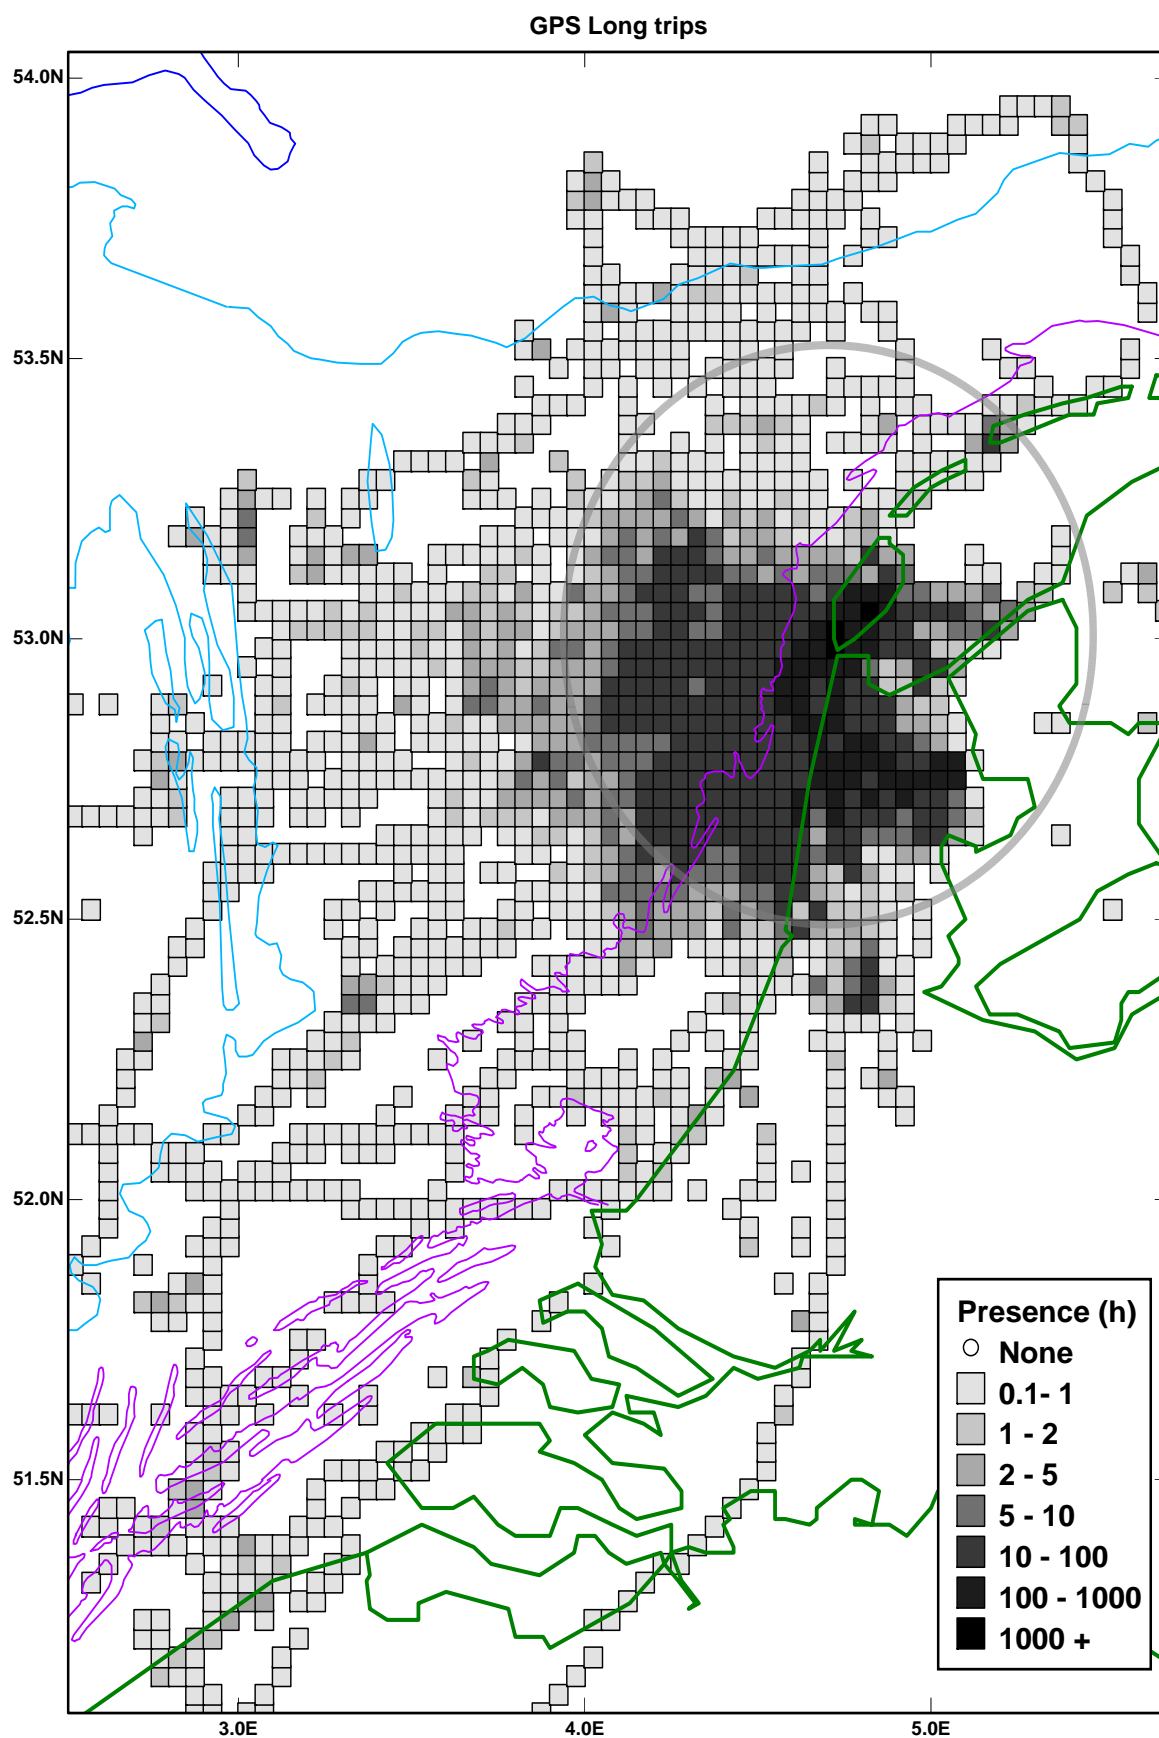 GPS Long trips
54.0N
53.5N
53.0N
52.5N
52.0N
51.5N
3.0E
4.0E
5.0E
Presence (h)
None
0.1- 1
1 - 2
2 - 5
5 - 10
10 - 100
100 - 1000
1000 +